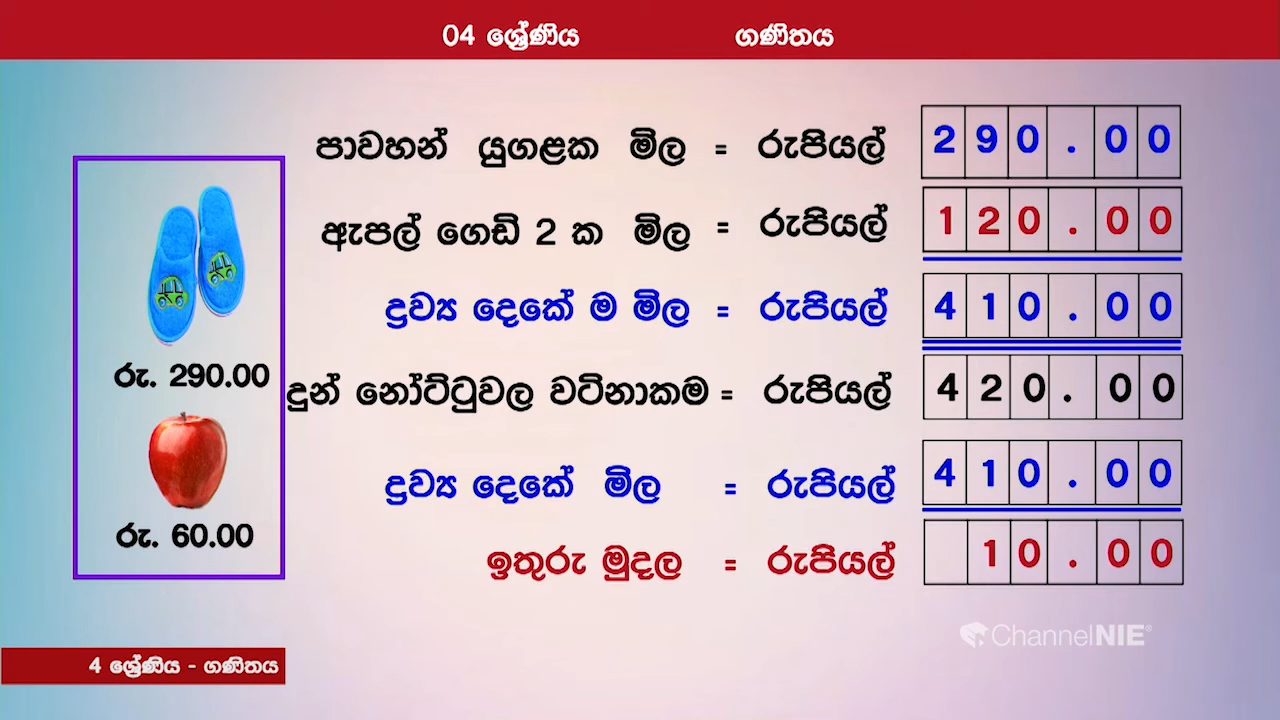 04 ශ්‍රේණිය ගණිතය
පාවහන් යුගළක මිල = රුපියල් 290.00
ඇපල් ගෙඩි 2 ක මිල = රුපියල් 120.00
ද්‍රව්‍ය දෙකේ ම මිල = රුපියල් 410.00
දුන් නෝට්ටුවල වටිනාකම = රුපියල් 420.00
ද්‍රව්‍ය දෙකේ මිල = රුපියල් 410.00
ඉතුරු මුදල = රුපියල් 10.00
රු. 290.00
රු. 60.00
ChannelNIE®
4 ශ්‍රේණිය - ගණිතය